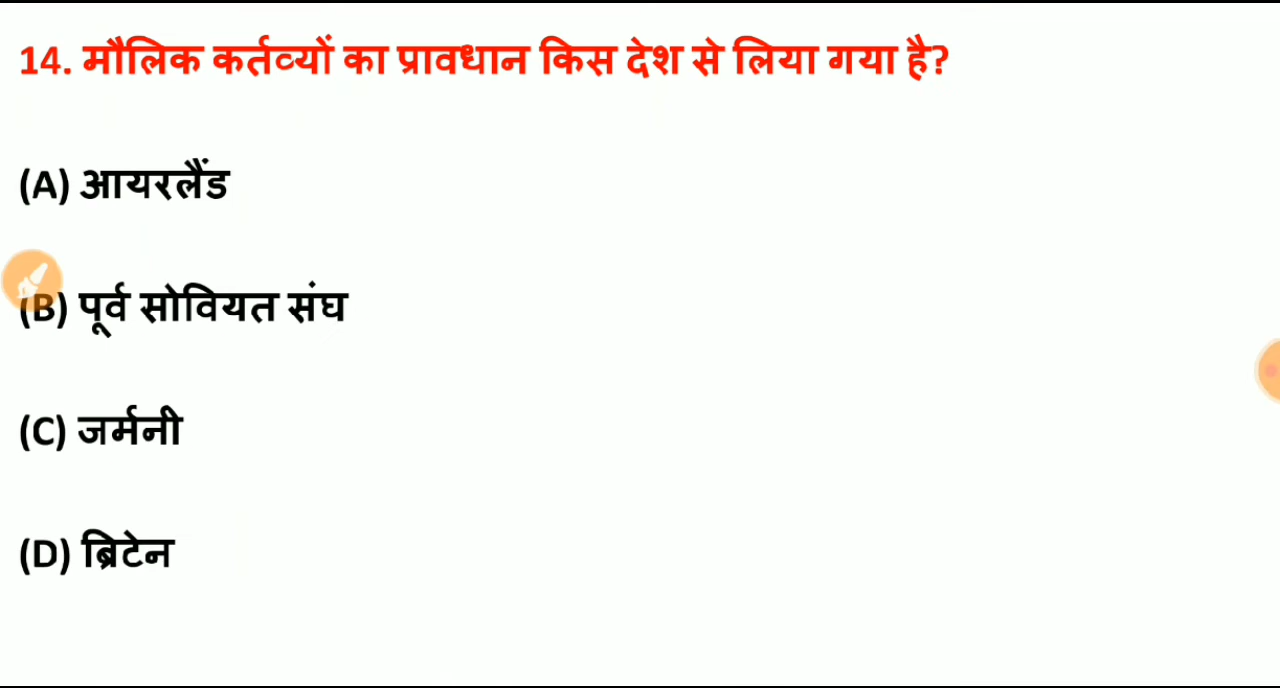 14. मौलिक कर्तव्यों का प्रावधान किस देश से लिया गया है?
(A) आयरलैंड
(B) पूर्व सोवियत संघ
(C) जर्मनी
(D) ब्रिटेन